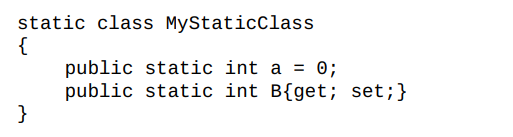 static class MyStaticClass
{
    public static int a = 0;
    public static int B{get; set;}
}